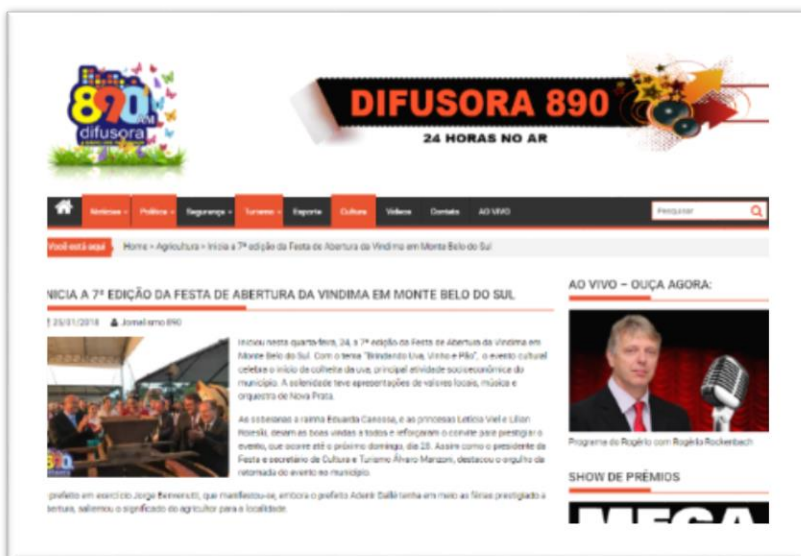 890 AM
difusora
DIFUSORA 890
24 HORAS NO AR
Notícias Política Segurança Turismo Esporte Cultura Vídeos Contato AO VIVO
Pesquisar
Você está aqui Home » Agricultura » Inicia a 7ª edição da Festa de Abertura da Vindima em Monte Belo do Sul
NICIA A 7ª EDIÇÃO DA FESTA DE ABERTURA DA VINDIMA EM MONTE BELO DO SUL
25/01/2018 Jornalismo 890
Iniciou nesta quarta-feira, 24, a 7ª edição da Festa de Abertura da Vindima em
Monte Belo do Sul. Com o tema "Brindando Uva, Vinho e Pão", o evento cultural
celebra o início da colheita da uva, principal atividade socioeconômica do
município. A solenidade teve apresentações de valores locais, música e
orquestra de Nova Prata.
As soberanas a rainha Eduarda Canossa, e as princesas Letícia Viel e Lilian
deram as boas vindas a todos e reforçaram o convite para prestigiar o
evento, que ocorre até o próximo domingo, dia 28. Assim como o presidente da
Festa e secretário de Cultura e Turismo Álvaro Manzoni, destacou o orgulho da
retomada do evento no município.
prefeito em exercício Jorge Benvenutti, que manifestou-se, embora o prefeito Adenir Dallé tenha em meio as férias prestigiado a
bertura, salientou o significado do agricultor para a localidade.
AO VIVO – OUÇA AGORA:
Programa do Rogério com Rogério Rockenbach
SHOW DE PRÊMIOS
MEGA